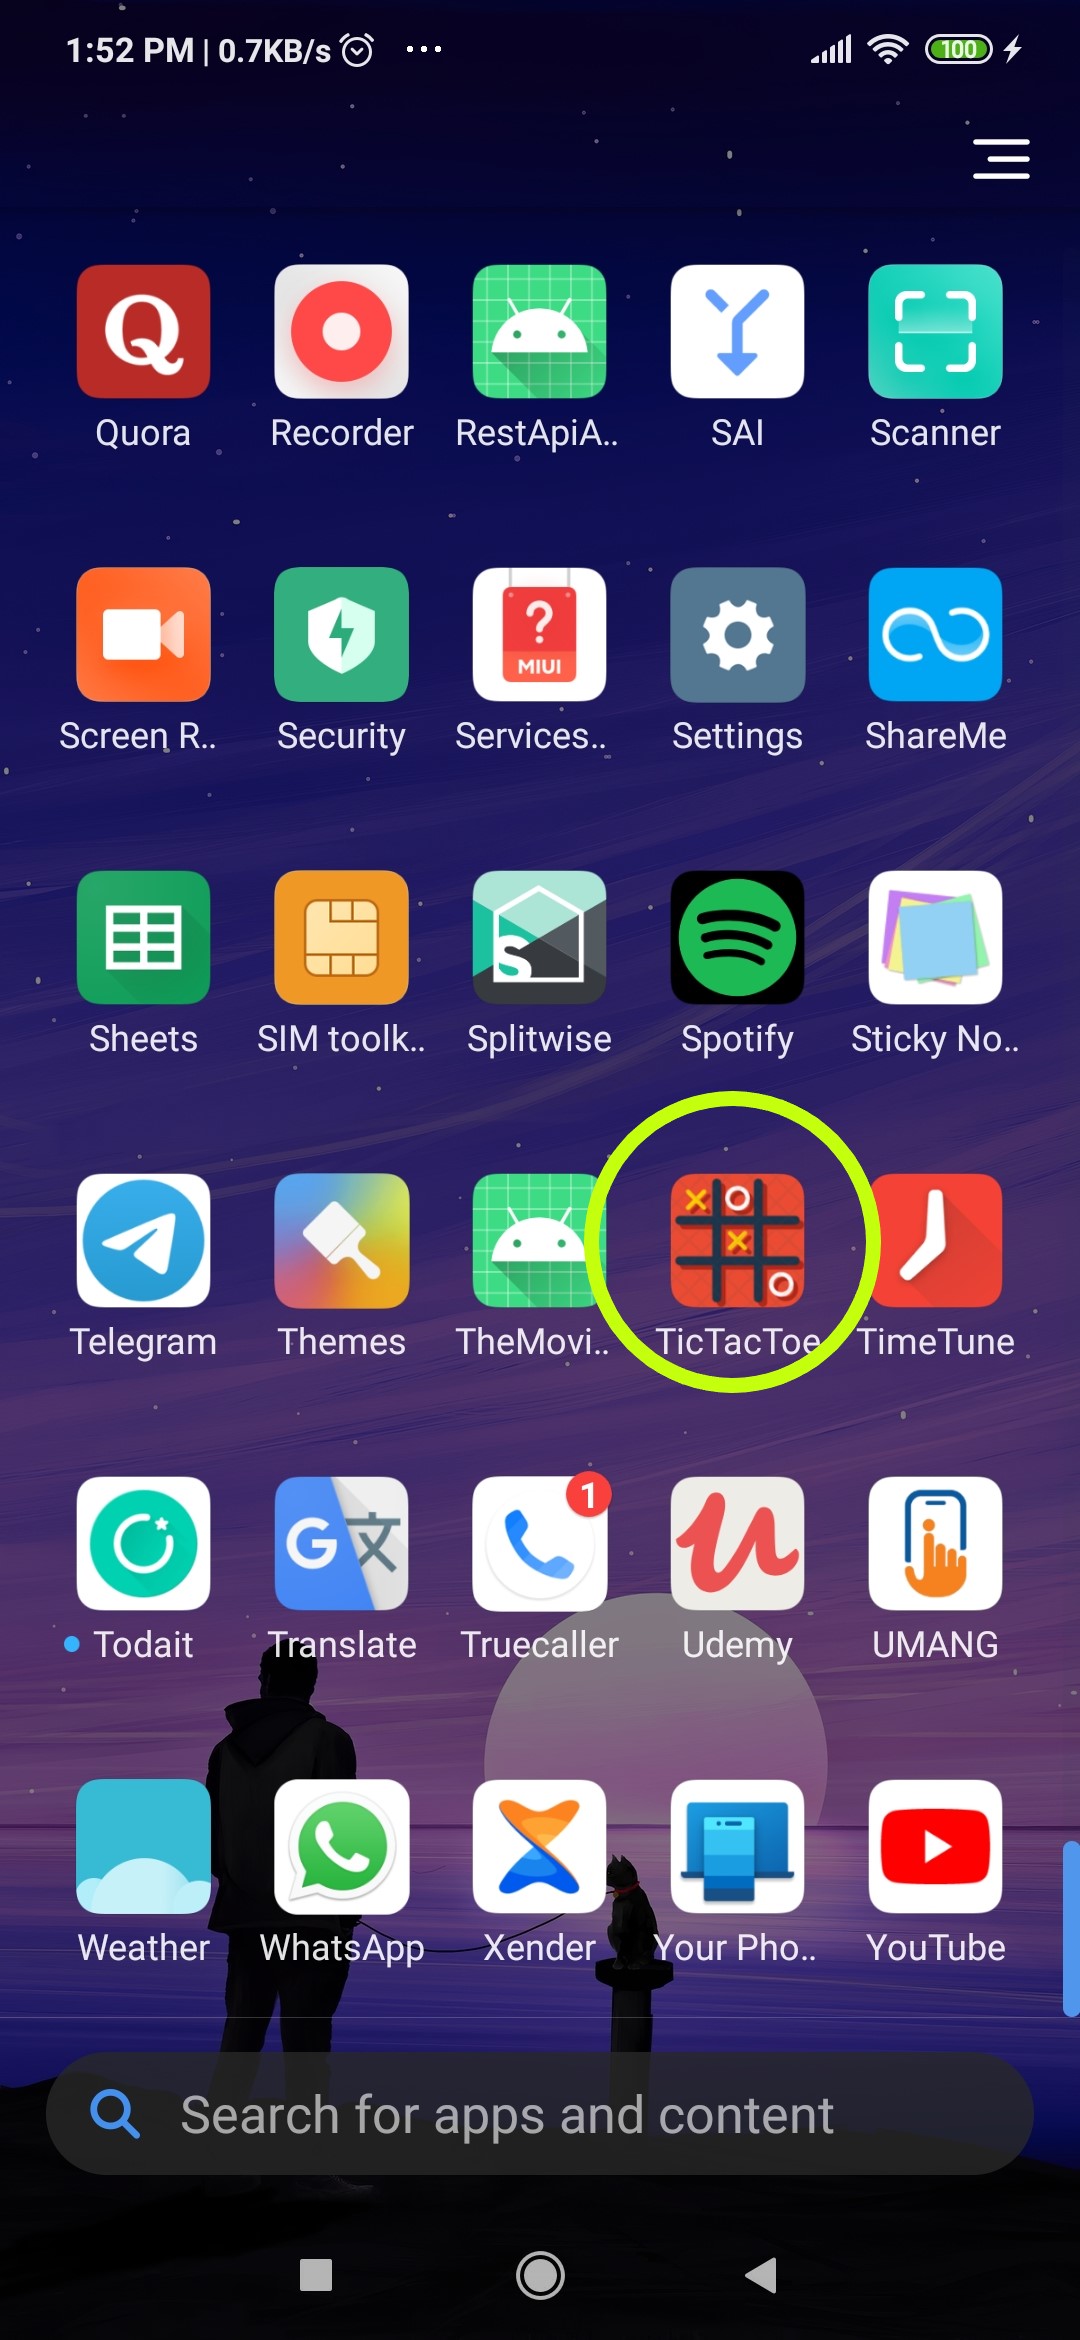 1:52 PM | 0.7KB/s 100
Quora Recorder RestApiA.. SAI Scanner
MIUI
Screen R.. Security Services.. Settings ShareMe
Sheets SIM toolk.. Splitwise Spotify Sticky No..
Telegram Themes TheMovi.. TicTacToe TimeTune
1
Todait Translate Truecaller Udemy UMANG
Weather WhatsApp Xender Your Pho.. YouTube
Search for apps and content